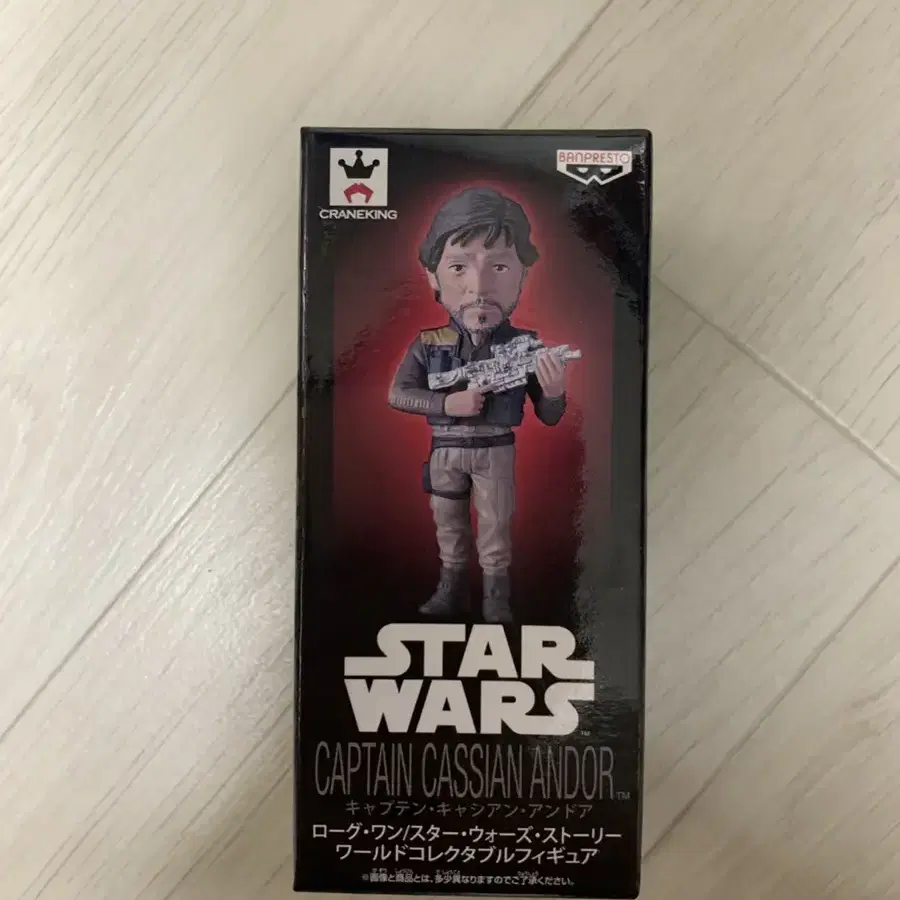 CRANEKING
BANPRESTO
STAR
WARS™
CAPTAIN CASSIAN ANDOR™
キャプテン・キャシアン・アンドア
ローグ・ワン/スター・ウォーズ・ストーリー
ワールドコレクタブルフィギュア
※画像と商品とは、多少異なりますのでご了承ください。